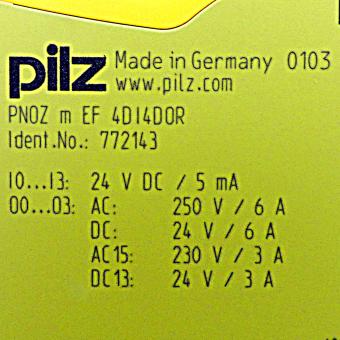 pilz Made in Germany 0103
www.pilz.com
PNOZ m EF 4DI4DOR
Ident.No.: 772143
I0...I3: 24 V DC / 5 mA
O0...O3: AC: 250 V / 6 A
DC: 24 V / 6 A
AC15: 230 V / 3 A
DC13: 24 V / 3 A